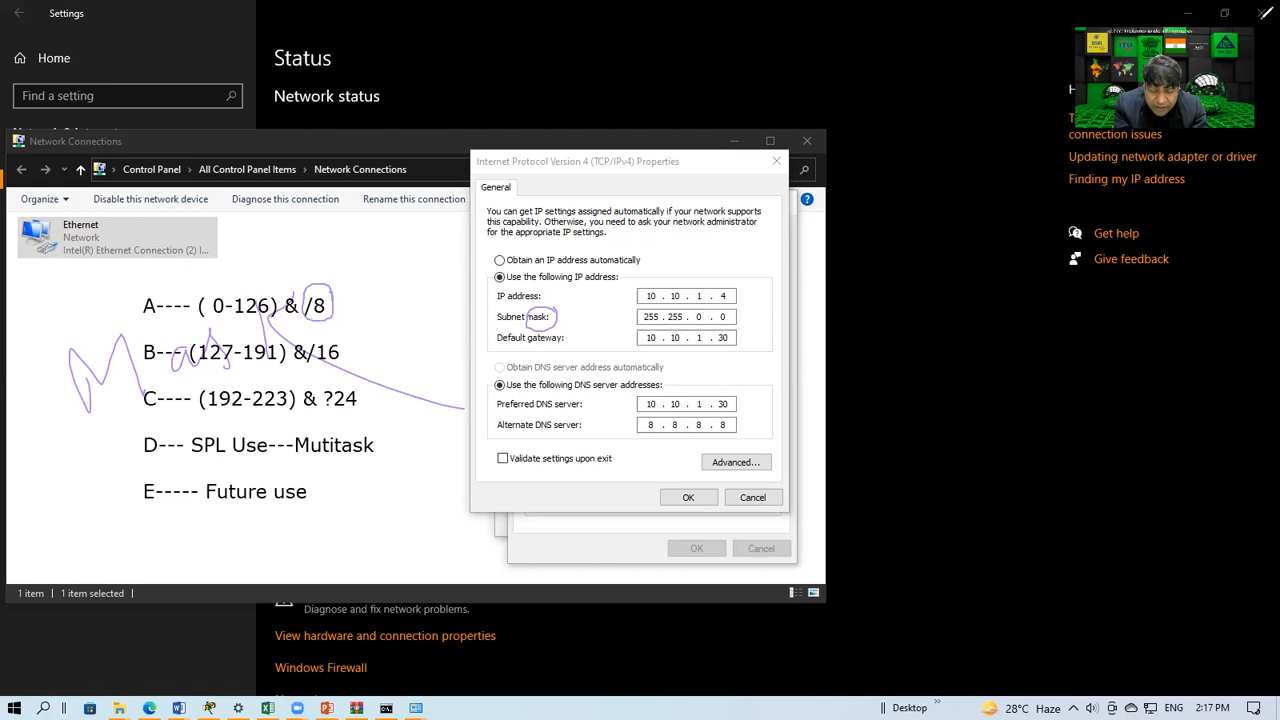 Settings
Home
Find a setting
Status
Network status
Network Connections
Control Panel
All Control Panel Items
Network Connections
Organize
Disable this network device
Diagnose this connection
Rename this connection
Ethernet
Network
Intel(R) Ethernet Connection (2) I...
A---- ( 0-126) & /8
B--- (127-191) &/16
C---- (192-223) & ?24
D--- SPL Use---Mutitask
E----- Future use
Mask
1 item
1 item selected
Internet Protocol Version 4 (TCP/IPv4) Properties
General
You can get IP settings assigned automatically if your network supports
this capability. Otherwise, you need to ask your network administrator
for the appropriate IP settings.
Obtain an IP address automatically
Use the following IP address:
IP address: 10 . 10 . 1 . 4
Subnet mask: 255 . 255 . 0 . 0
Default gateway: 10 . 10 . 1 . 30
Obtain DNS server address automatically
Use the following DNS server addresses:
Preferred DNS server: 10 . 10 . 1 . 30
Alternate DNS server: 8 . 8 . 8 . 8
Validate settings upon exit
Advanced...
OK Cancel
OK Cancel
connection issues
Updating network adapter or driver
Finding my IP address
Get help
Give feedback
Diagnose and fix network problems.
View hardware and connection properties
Windows Firewall
Desktop
28°C Haze
ENG
2:17 PM